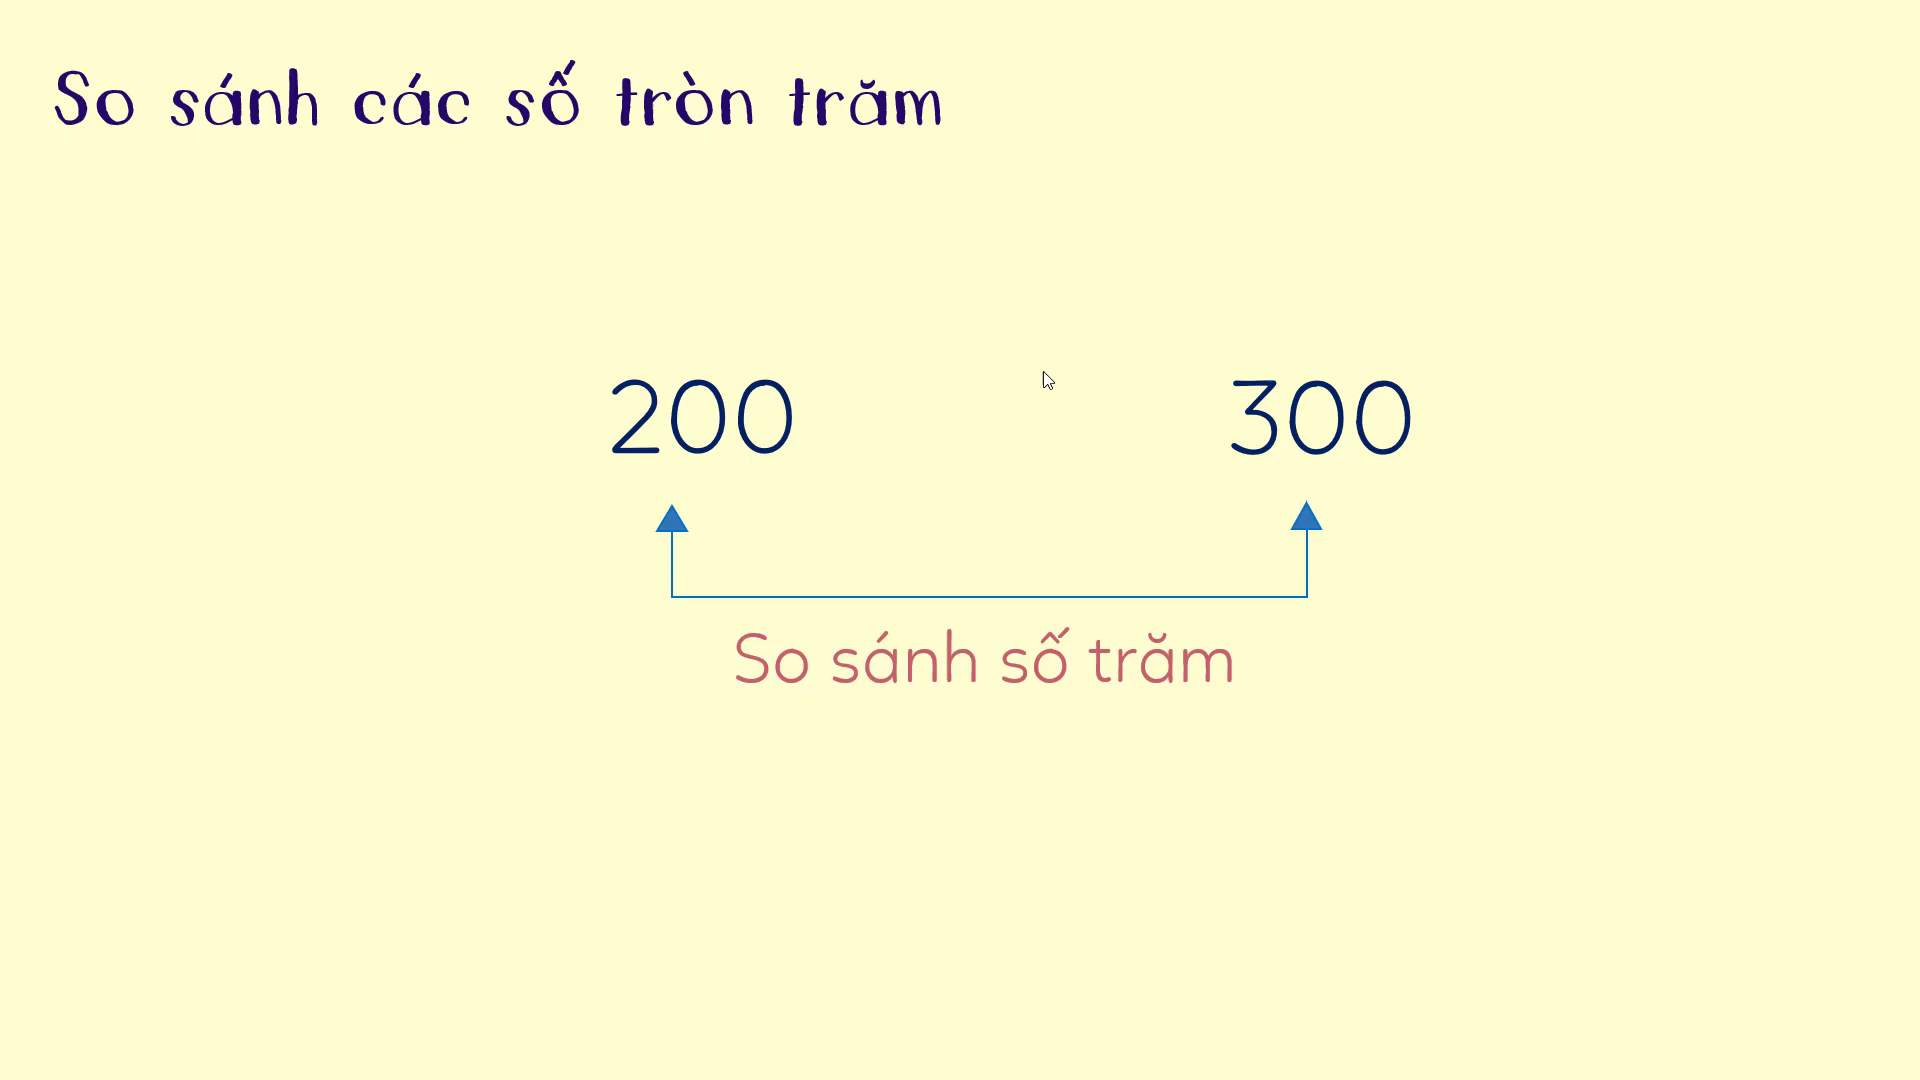 So sánh các số tròn trăm
200 300
So sánh số trăm